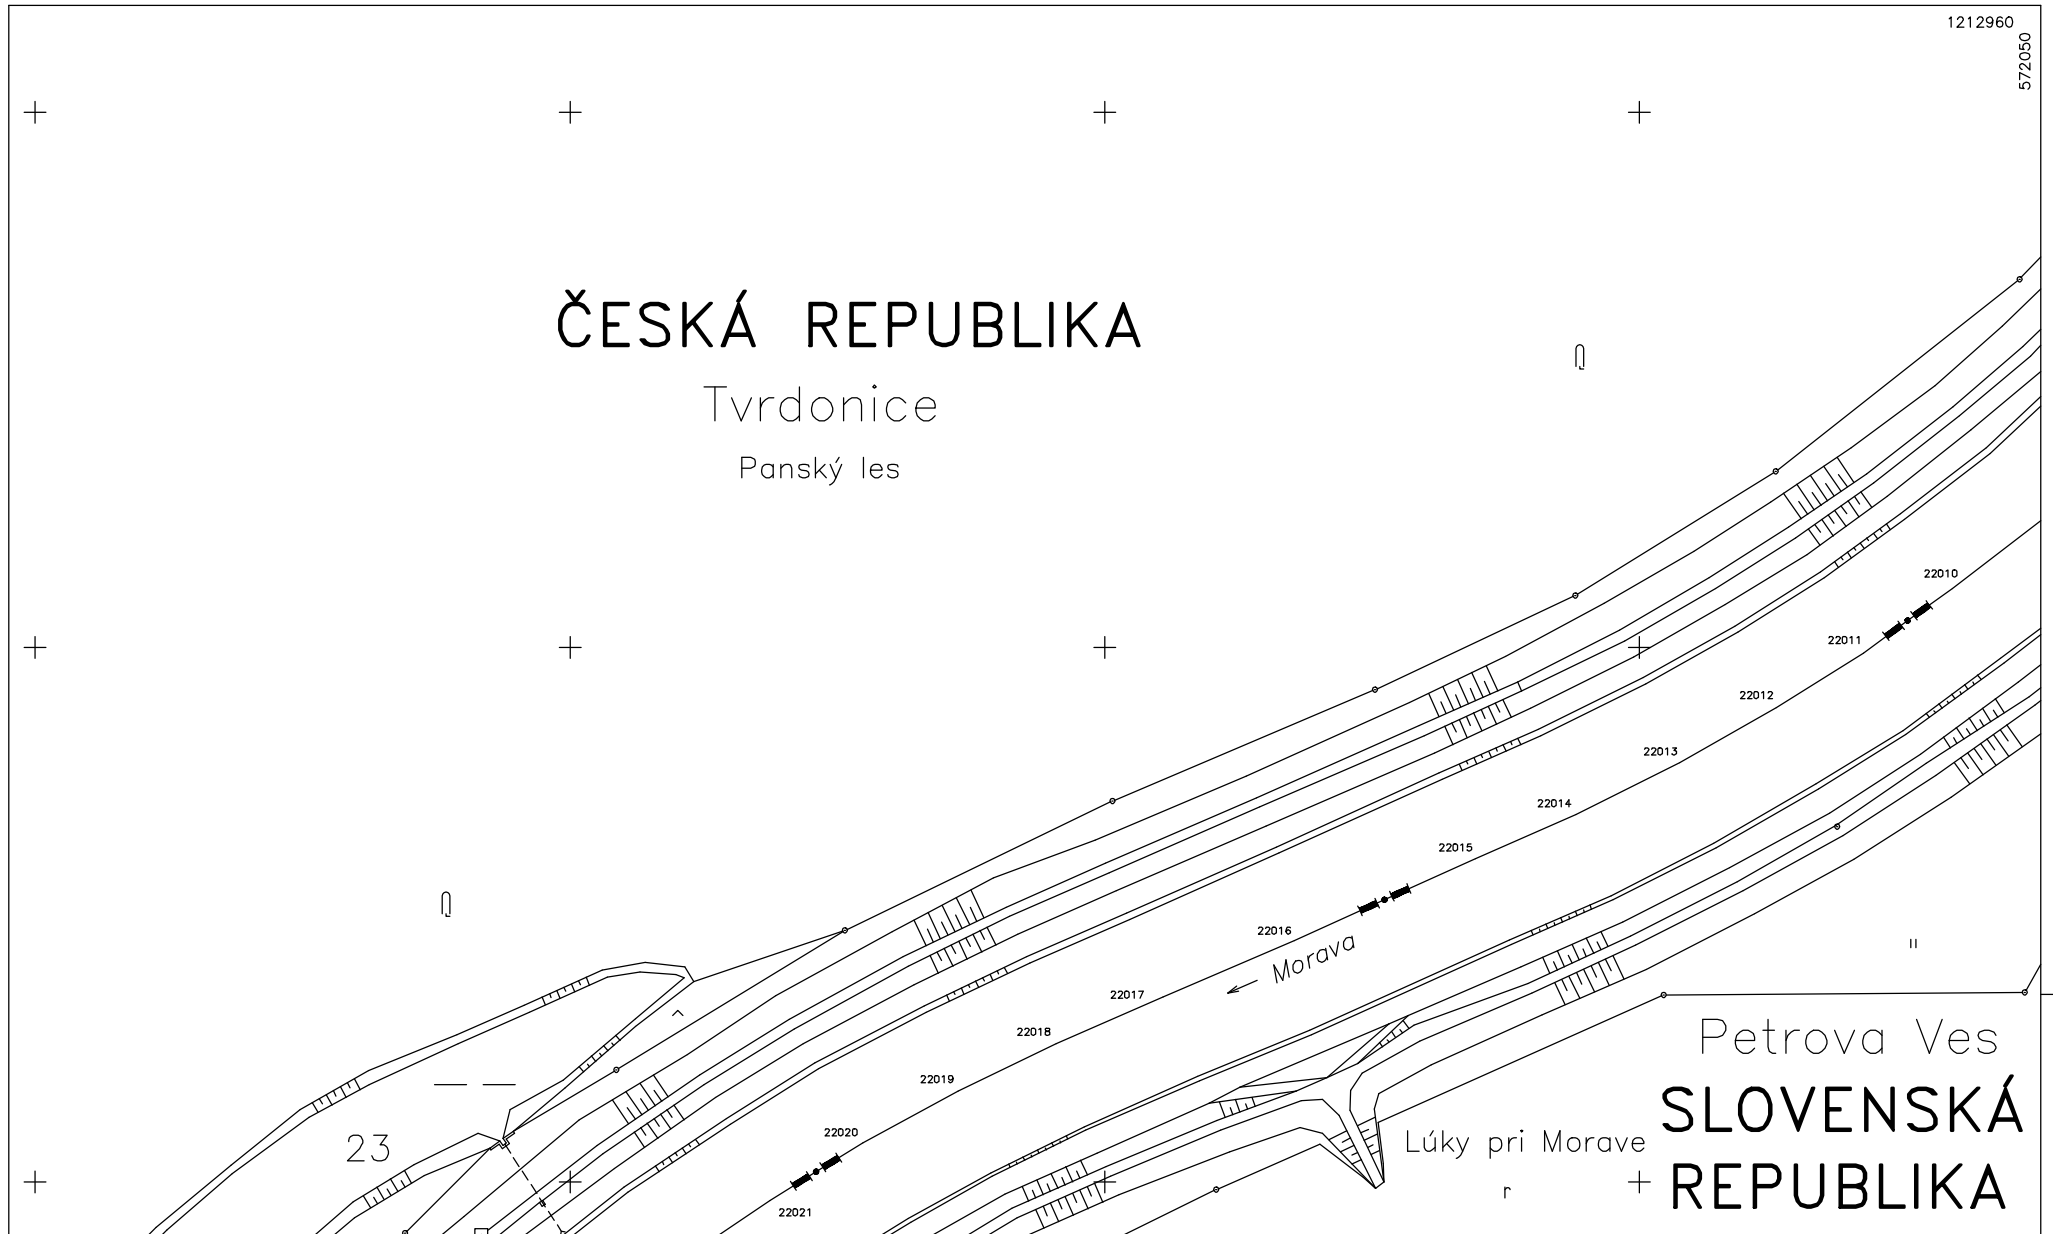 1212960
572050
ČESKÁ REPUBLIKA
Tvrdonice
Panský les
22010
22011
22012
22013
22014
22015
22016
Morava
22017
22018
22019
22020
22021
23
Petrova Ves
SLOVENSKÁ
REPUBLIKA
Lúky pri Morave
r